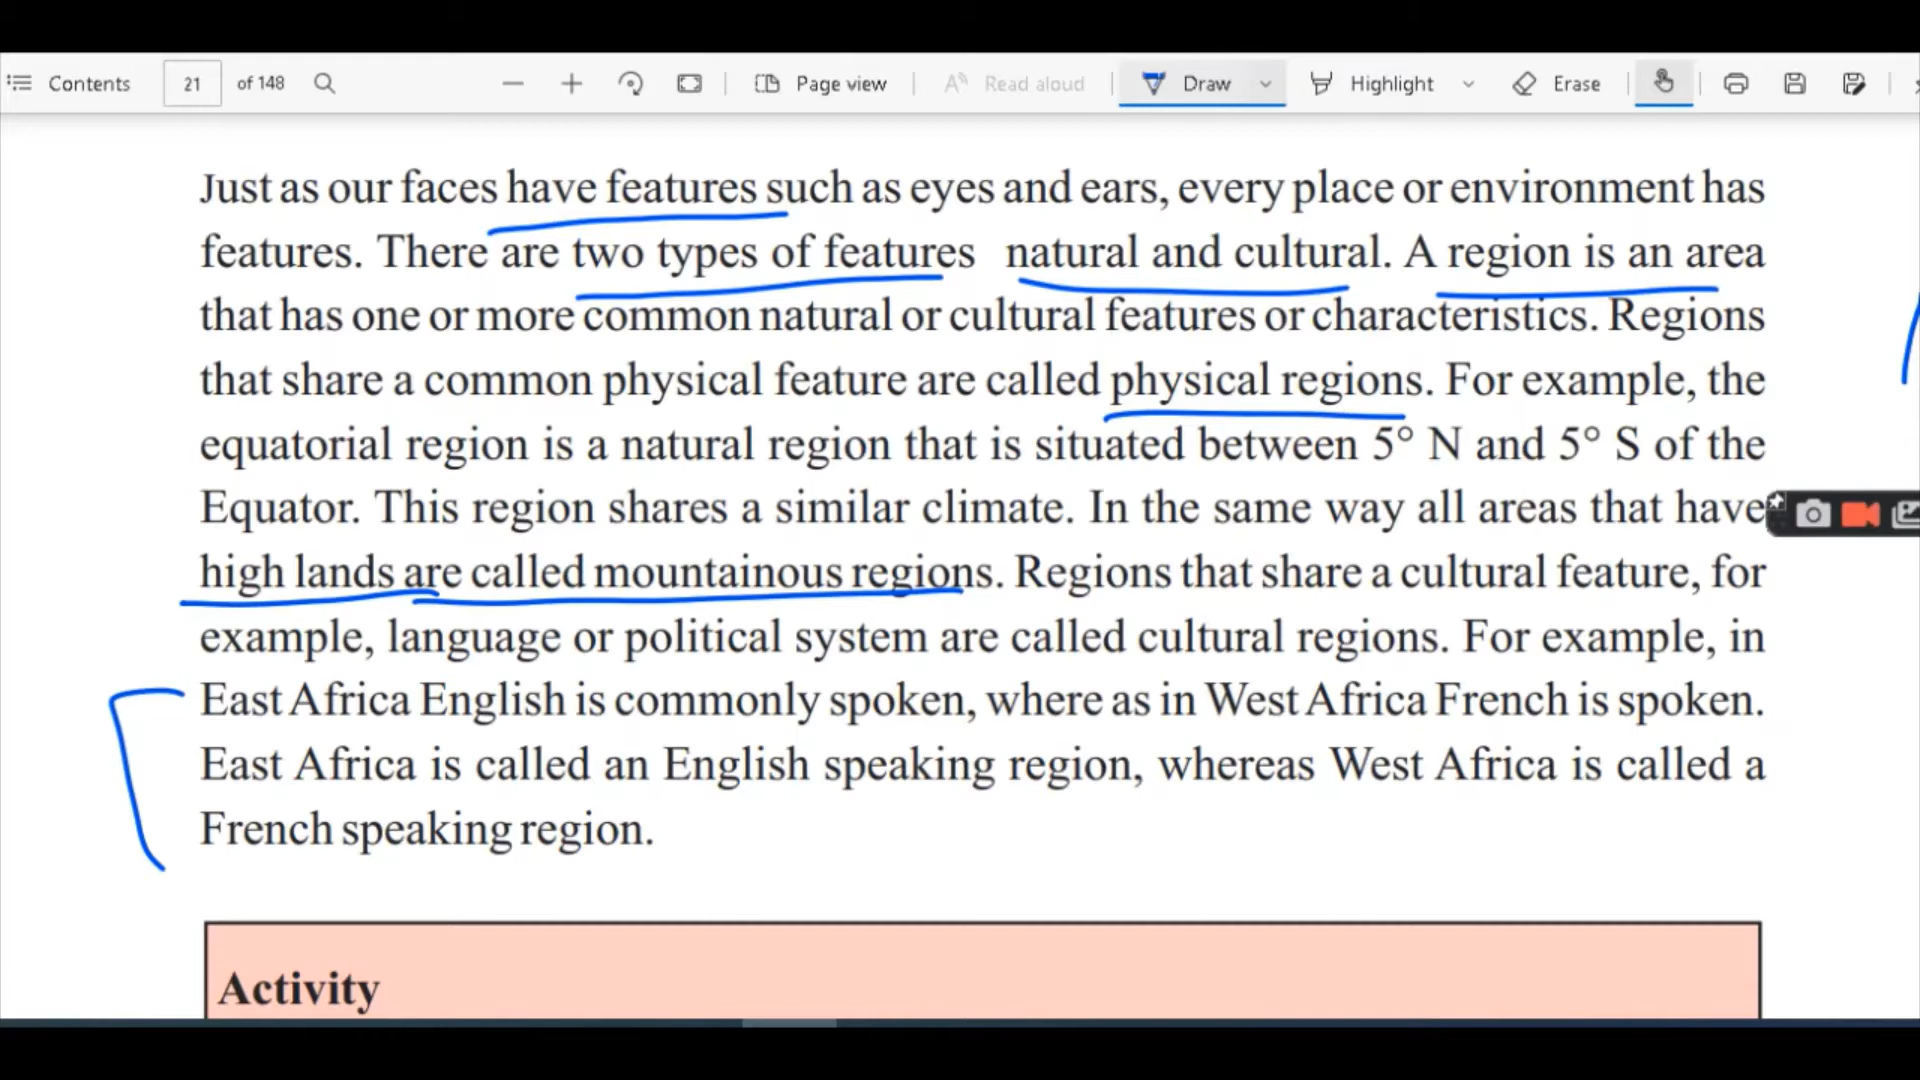 Contents 21 of 148 Page view Read aloud Draw Highlight Erase
Just as our faces have features such as eyes and ears, every place or environment has
features. There are two types of features natural and cultural. A region is an area
that has one or more common natural or cultural features or characteristics. Regions
that share a common physical feature are called physical regions. For example, the
equatorial region is a natural region that is situated between 5° N and 5° S of the
Equator. This region shares a similar climate. In the same way all areas that have
high lands are called mountainous regions. Regions that share a cultural feature, for
example, language or political system are called cultural regions. For example, in
East Africa English is commonly spoken, where as in West Africa French is spoken.
East Africa is called an English speaking region, whereas West Africa is called a
French speaking region.
Activity